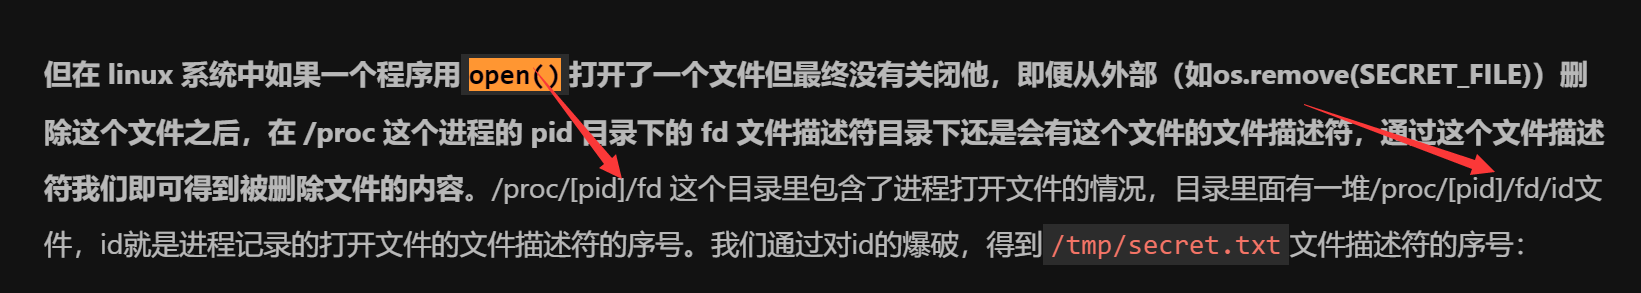 但在 linux 系统中如果一个程序用 open() 打开了一个文件但最终没有关闭他，即便从外部（如os.remove(SECRET_FILE)）删
除这个文件之后，在 /proc 这个进程的 pid 目录下的 fd 文件描述符目录下还是会有这个文件的文件描述符，通过这个文件描述
符我们即可得到被删除文件的内容。/proc/[pid]/fd 这个目录里包含了进程打开文件的情况，目录里面有一堆/proc/[pid]/fd/id文
件，id就是进程记录的打开文件的文件描述符的序号。我们通过对id的爆破，得到 /tmp/secret.txt 文件描述符的序号：